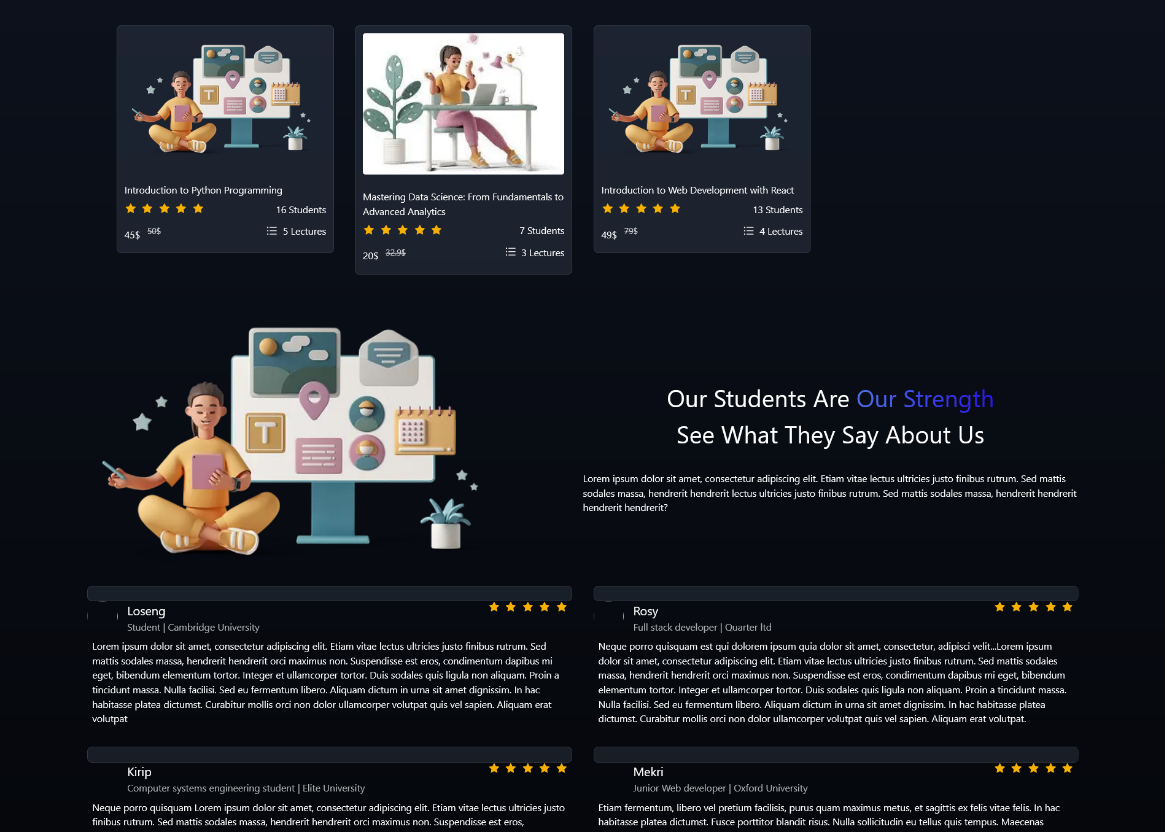 Introduction to Python Programming
16 Students
45$ 50$ 5 Lectures
Mastering Data Science: From Fundamentals to
Advanced Analytics
7 Students
20$ 32.9$ 3 Lectures
Introduction to Web Development with React
13 Students
49$ 79$ 4 Lectures
T
T
T
Our Students Are Our Strength
See What They Say About Us
Lorem ipsum dolor sit amet, consectetur adipiscing elit. Etiam vitae lectus ultricies justo finibus rutrum. Sed mattis
sodales massa, hendrerit hendrerit lectus ultricies justo finibus rutrum. Sed mattis sodales massa, hendrerit hendrerit
hendrerit hendrerit?
Loseng
Student | Cambridge University
Lorem ipsum dolor sit amet, consectetur adipiscing elit. Etiam vitae lectus ultricies justo finibus rutrum. Sed
mattis sodales massa, hendrerit hendrerit orci maximus non. Suspendisse est eros, condimentum dapibus mi
eget, bibendum elementum tortor. Integer et ullamcorper tortor. Duis sodales quis ligula non aliquam. Proin a
tincidunt massa. Nulla facilisi. Sed eu fermentum libero. Aliquam dictum in urna sit amet dignissim. In hac
habitasse platea dictumst. Curabitur mollis orci non dolor ullamcorper volutpat quis vel sapien. Aliquam erat
volutpat
Rosy
Full stack developer | Quarter ltd
Neque porro quisquam est qui dolorem ipsum quia dolor sit amet, consectetur, adipisci velit...Lorem ipsum
dolor sit amet, consectetur adipiscing elit. Etiam vitae lectus ultricies justo finibus rutrum. Sed mattis sodales
massa, hendrerit hendrerit orci maximus non. Suspendisse est eros, condimentum dapibus mi eget, bibendum
elementum tortor. Integer et ullamcorper tortor. Duis sodales quis ligula non aliquam. Proin a tincidunt massa.
Nulla facilisi. Sed eu fermentum libero. Aliquam dictum in urna sit amet dignissim. In hac habitasse platea
dictumst. Curabitur mollis orci non dolor ullamcorper volutpat quis vel sapien. Aliquam erat volutpat.
Kirip
Computer systems engineering student | Elite University
Neque porro quisquam Lorem ipsum dolor sit amet, consectetur adipiscing elit. Etiam vitae lectus ultricies justo
finibus rutrum. Sed mattis sodales massa, hendrerit hendrerit orci maximus non. Suspendisse est eros,
Mekri
Junior Web developer | Oxford University
Etiam fermentum, libero vel pretium facilisis, purus quam maximus metus, et sagittis ex felis vitae felis. In hac
habitasse platea dictumst. Fusce porttitor blandit risus. Nulla sollicitudin eu tellus quis tempus. Maecenas